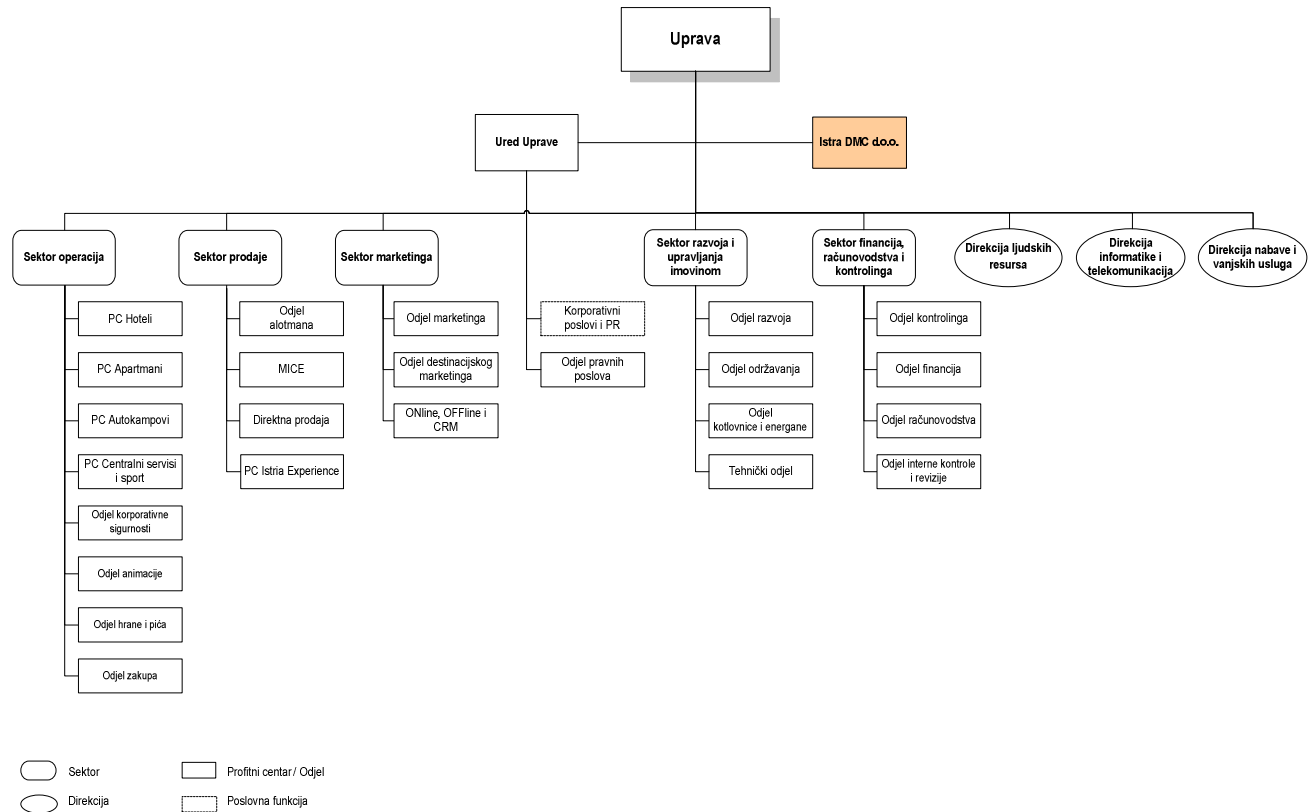 Uprava
Ured Uprave
Istra DMC d.o.o.
Sektor operacija
Sektor prodaje
Sektor marketinga
Sektor razvoja i
upravljanja
imovinom
Sektor financija,
računovodstva i
kontrolinga
Direkcija ljudskih
resursa
Direkcija
informatike i
telekomunikacija
Direkcija nabave i
vanjskih usluga
PC Hoteli
PC Apartmani
PC Autokampovi
PC Centralni servisi
i sport
Odjel korporativne
sigurnosti
Odjel animacije
Odjel hrane i pića
Odjel zakupa
Odjel
alotmana
MICE
Direktna prodaja
PC Istria Experience
Odjel marketinga
Odjel destinacijskog
marketinga
ONline, OFFline i
CRM
Korporativni
poslovi i PR
Odjel pravnih
poslova
Odjel razvoja
Odjel održavanja
Odjel
kotlovnice i energane
Tehnički odjel
Odjel kontrolinga
Odjel financija
Odjel računovodstva
Odjel interne kontrole
i revizije
Sektor
Profitni centar / Odjel
Direkcija
Poslovna funkcija